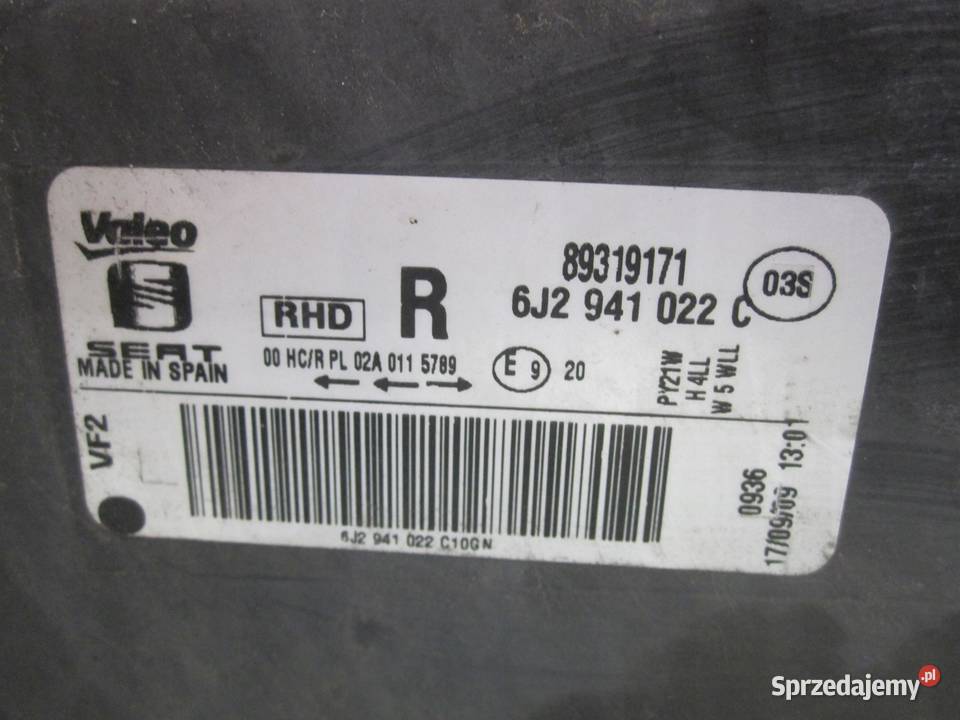 Valeo
SEAT
MADE IN SPAIN
RHD
R
89319171
6J2 941 022 C
03S
00 HC/R PL 02A 011 5789
E 9 20
PY21W
H 4LL
W 5 WLL
VF2
6J2 941 022 C10GN
0936
17/09/09 13:01
Sprzedajemy.pl